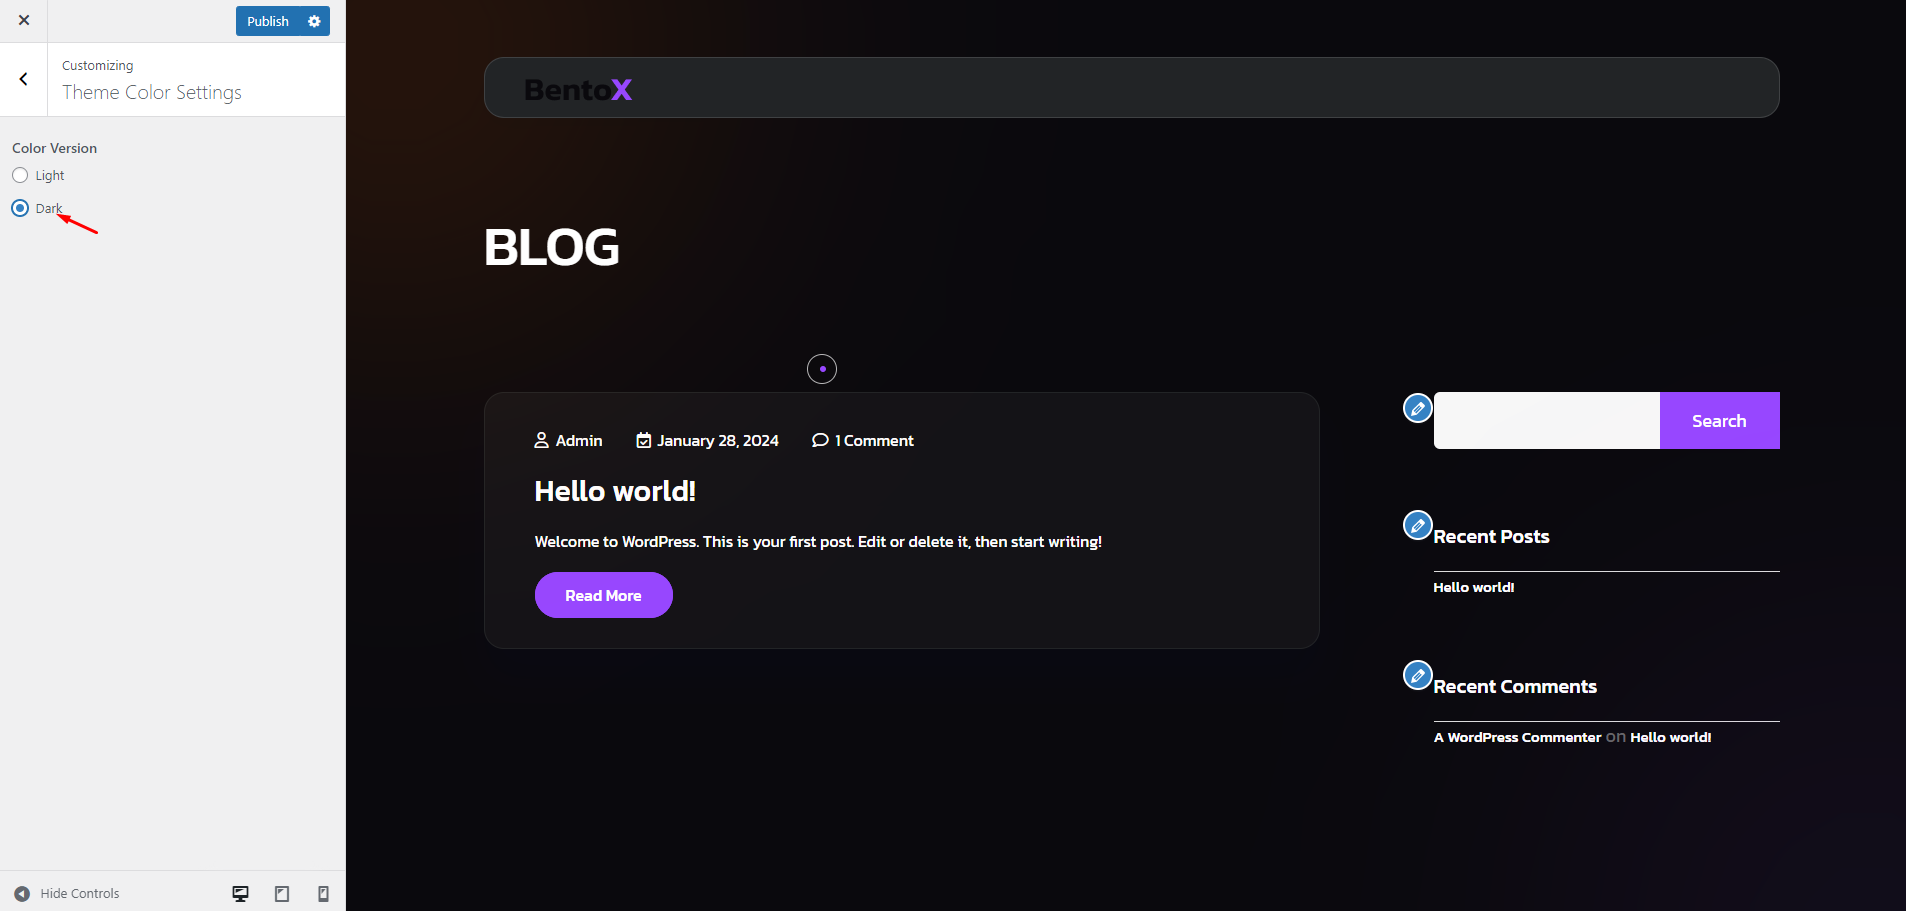 Publish
Customizing
Theme Color Settings
Color Version
Light
Dark
Hide Controls
BentoX
BLOG
Admin January 28, 2024 1 Comment
Hello world!
Welcome to WordPress. This is your first post. Edit or delete it, then start writing!
Read More
Search
Recent Posts
Hello world!
Recent Comments
A WordPress Commenter on Hello world!